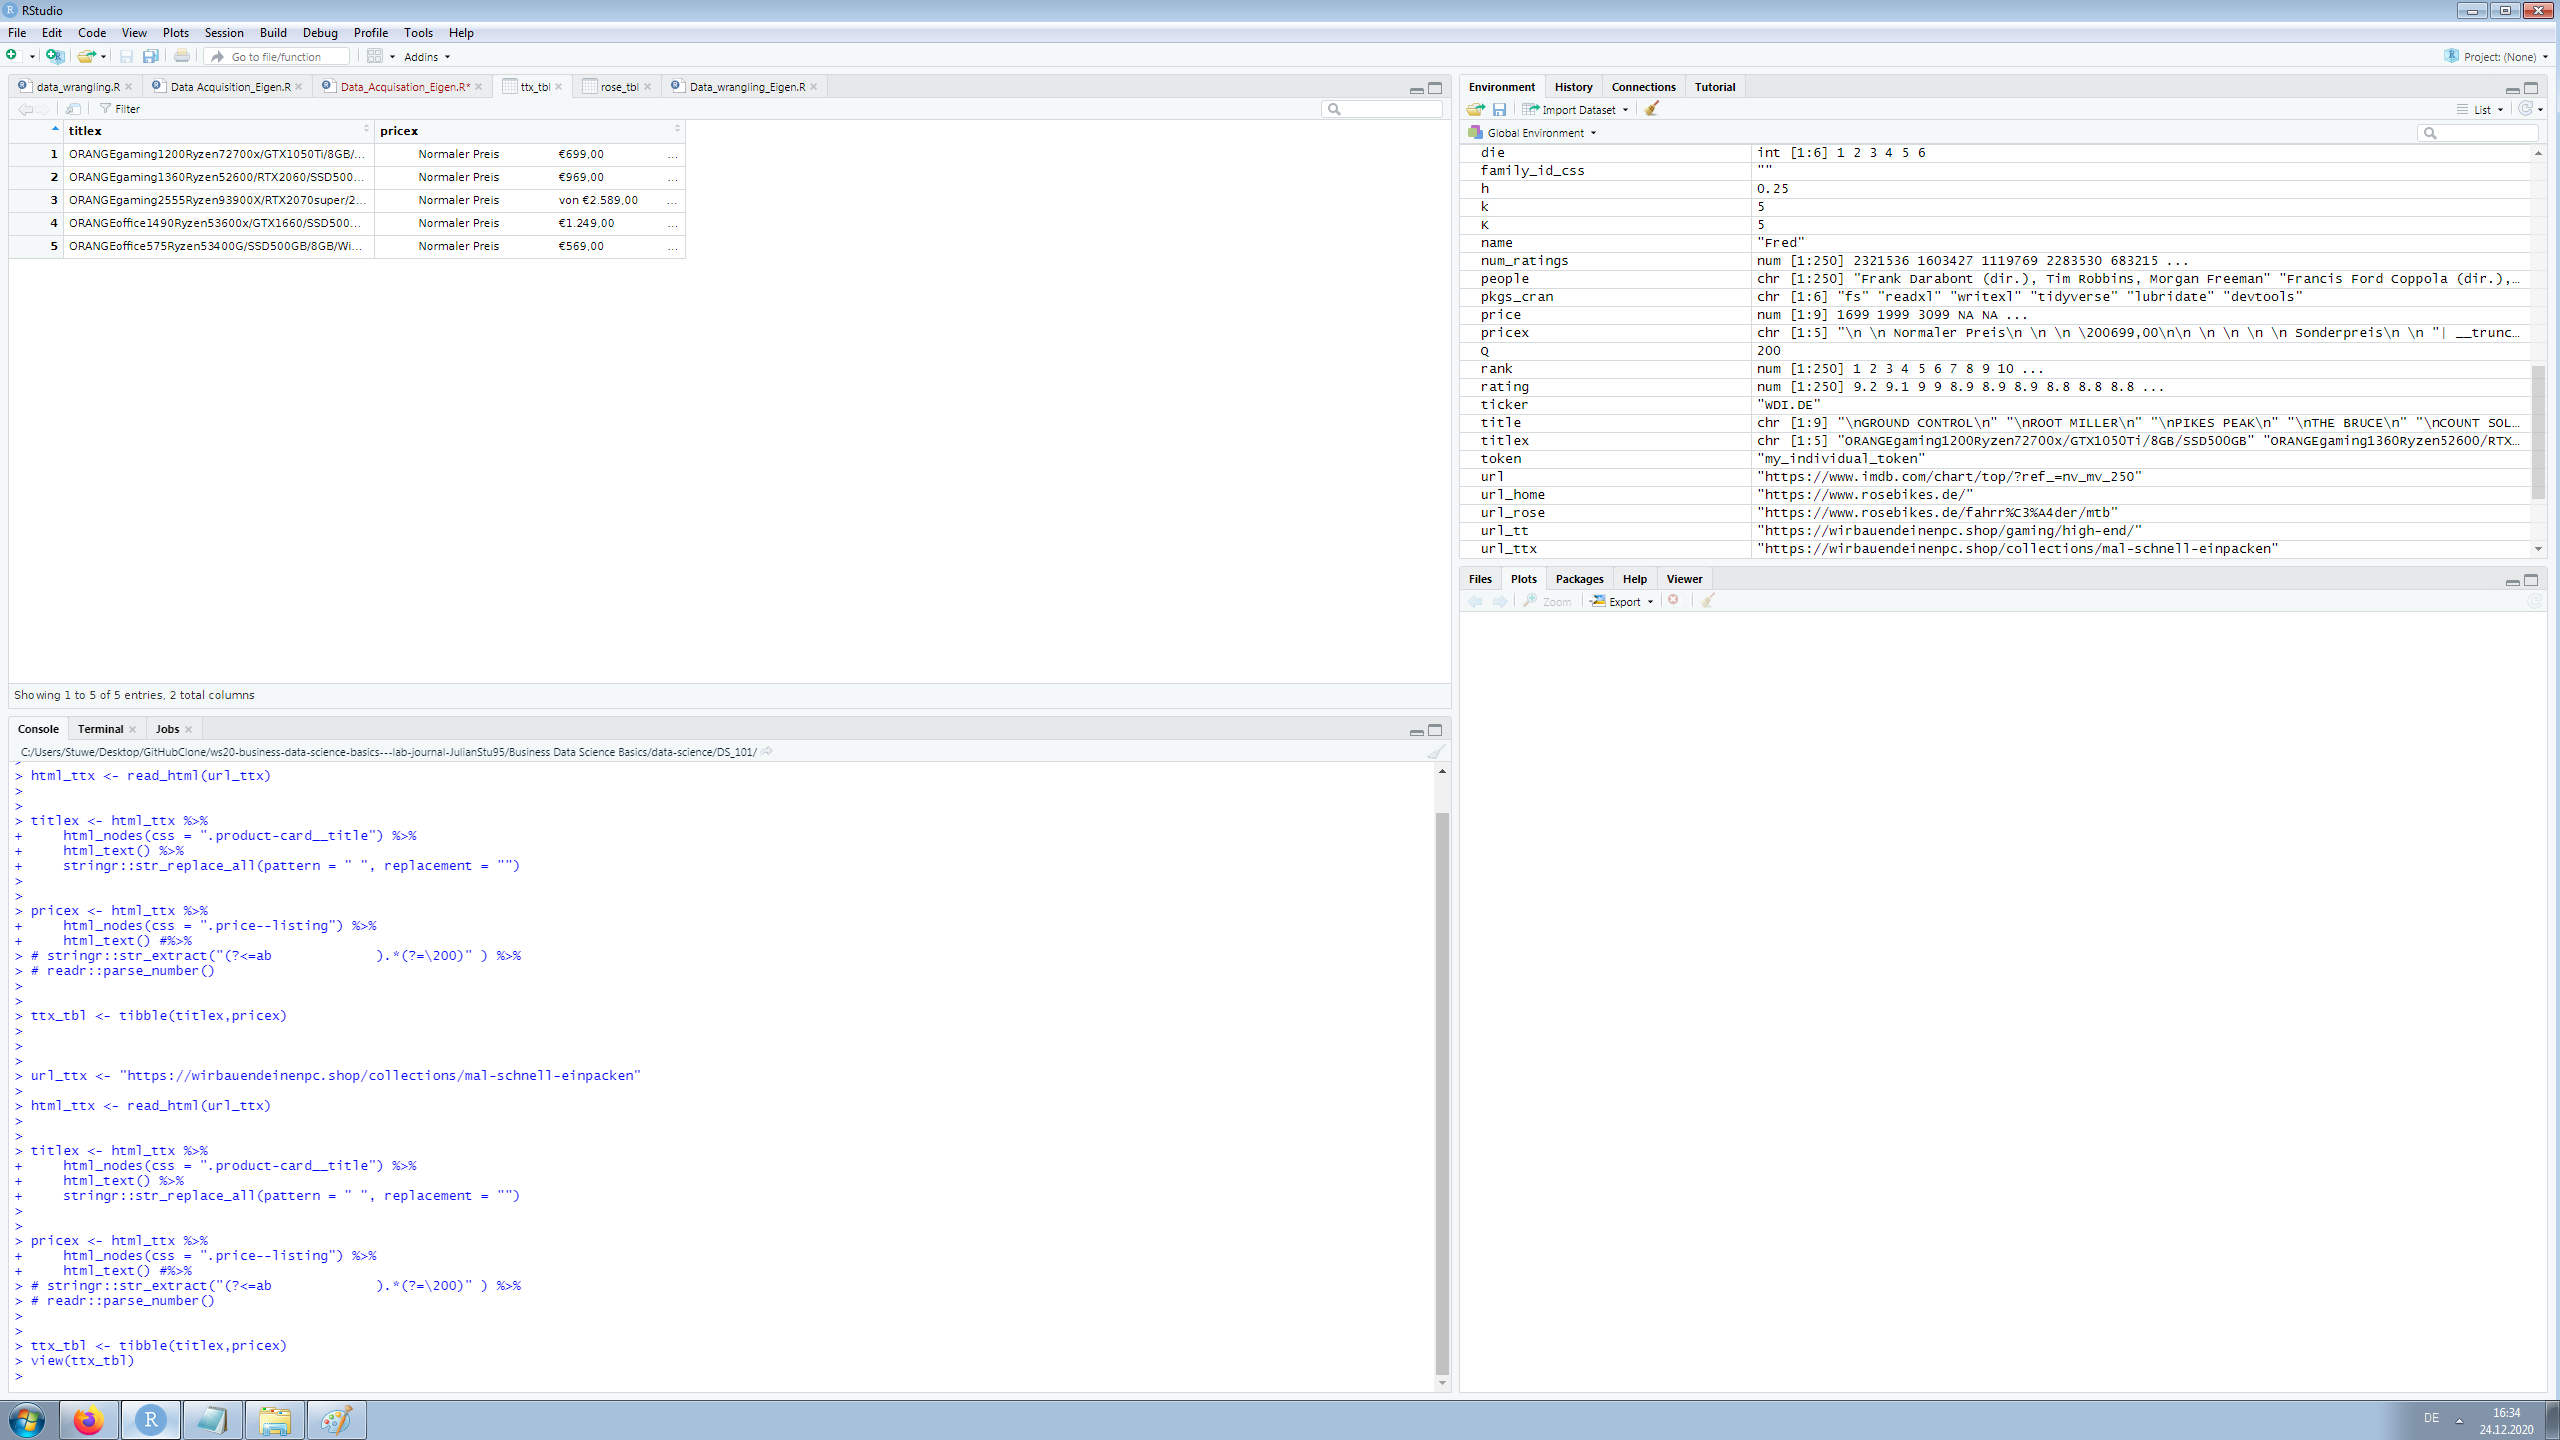 RStudio
File Edit Code View Plots Session Build Debug Profile Tools Help
Go to file/function Addins Project: (None)
data_wrangling.R Data Acquisition_Eigen.R Data_Acquisation_Eigen.R* ttx_tbl rose_tbl Data_wrangling_Eigen.R
Filter
titlex pricex
1 ORANGEgaming1200Ryzen72700x/GTX1050Ti/8GB/... Normaler Preis €699,00 ...
2 ORANGEgaming1360Ryzen52600/RTX2060/SSD500... Normaler Preis €969,00 ...
3 ORANGEgaming2555Ryzen93900X/RTX2070super/2... Normaler Preis von €2.589,00 ...
4 ORANGEoffice1490Ryzen53600x/GTX1660/SSD500... Normaler Preis €1.249,00 ...
5 ORANGEoffice575Ryzen53400G/SSD500GB/8GB/Wi... Normaler Preis €569,00 ...
Showing 1 to 5 of 5 entries, 2 total columns
Console Terminal Jobs
C:/Users/Stuwe/Desktop/GitHubClone/ws20-business-data-science-basics---lab-journal-JulianStu95/Business Data Science Basics/data-science/DS_101/
> html_ttx <- read_html(url_ttx)
>
>
> titlex <- html_ttx %>%
+     html_nodes(css = ".product-card__title") %>%
+     html_text() %>%
+     stringr::str_replace_all(pattern = " ", replacement = "")
>
>
> pricex <- html_ttx %>%
+     html_nodes(css = ".price--listing") %>%
+     html_text() #%>%
> # stringr::str_extract("(?<=ab             ).*(?=\200)" ) %>%
> # readr::parse_number()
>
>
> ttx_tbl <- tibble(titlex,pricex)
>
>
>
> url_ttx <- "https://wirbauendeinenpc.shop/collections/mal-schnell-einpacken"
>
> html_ttx <- read_html(url_ttx)
>
>
> titlex <- html_ttx %>%
+     html_nodes(css = ".product-card__title") %>%
+     html_text() %>%
+     stringr::str_replace_all(pattern = " ", replacement = "")
>
>
> pricex <- html_ttx %>%
+     html_nodes(css = ".price--listing") %>%
+     html_text() #%>%
> # stringr::str_extract("(?<=ab             ).*(?=\200)" ) %>%
> # readr::parse_number()
>
>
> ttx_tbl <- tibble(titlex,pricex)
> view(ttx_tbl)
>
Environment History Connections Tutorial
Import Dataset List
Global Environment
die int [1:6] 1 2 3 4 5 6
family_id_css ""
h 0.25
k 5
K 5
name "Fred"
num_ratings num [1:250] 2321536 1603427 1119769 2283530 683215 ...
people chr [1:250] "Frank Darabont (dir.), Tim Robbins, Morgan Freeman" "Francis Ford Coppola (dir.),...
pkgs_cran chr [1:6] "fs" "readxl" "writexl" "tidyverse" "lubridate" "devtools"
price num [1:9] 1699 1999 3099 NA NA ...
pricex chr [1:5] "\n \n Normaler Preis\n \n \n \200699,00\n\n \n \n \n \n Sonderpreis\n \n "| __trunc...
Q 200
rank num [1:250] 1 2 3 4 5 6 7 8 9 10 ...
rating num [1:250] 9.2 9.1 9 9 8.9 8.9 8.9 8.8 8.8 8.8 ...
ticker "WDI.DE"
title chr [1:9] "\nGROUND CONTROL\n" "\nROOT MILLER\n" "\nPIKES PEAK\n" "\nTHE BRUCE\n" "\nCOUNT SOL...
titlex chr [1:5] "ORANGEgaming1200Ryzen72700x/GTX1050Ti/8GB/SSD500GB" "ORANGEgaming1360Ryzen52600/RTX...
token "my_individual_token"
url "https://www.imdb.com/chart/top/?ref_=nv_mv_250"
url_home "https://www.rosebikes.de/"
url_rose "https://www.rosebikes.de/fahrr%C3%A4der/mtb"
url_tt "https://wirbauendeinenpc.shop/gaming/high-end/"
url_ttx "https://wirbauendeinenpc.shop/collections/mal-schnell-einpacken"
Files Plots Packages Help Viewer
Zoom Export
DE 16:34
24.12.2020